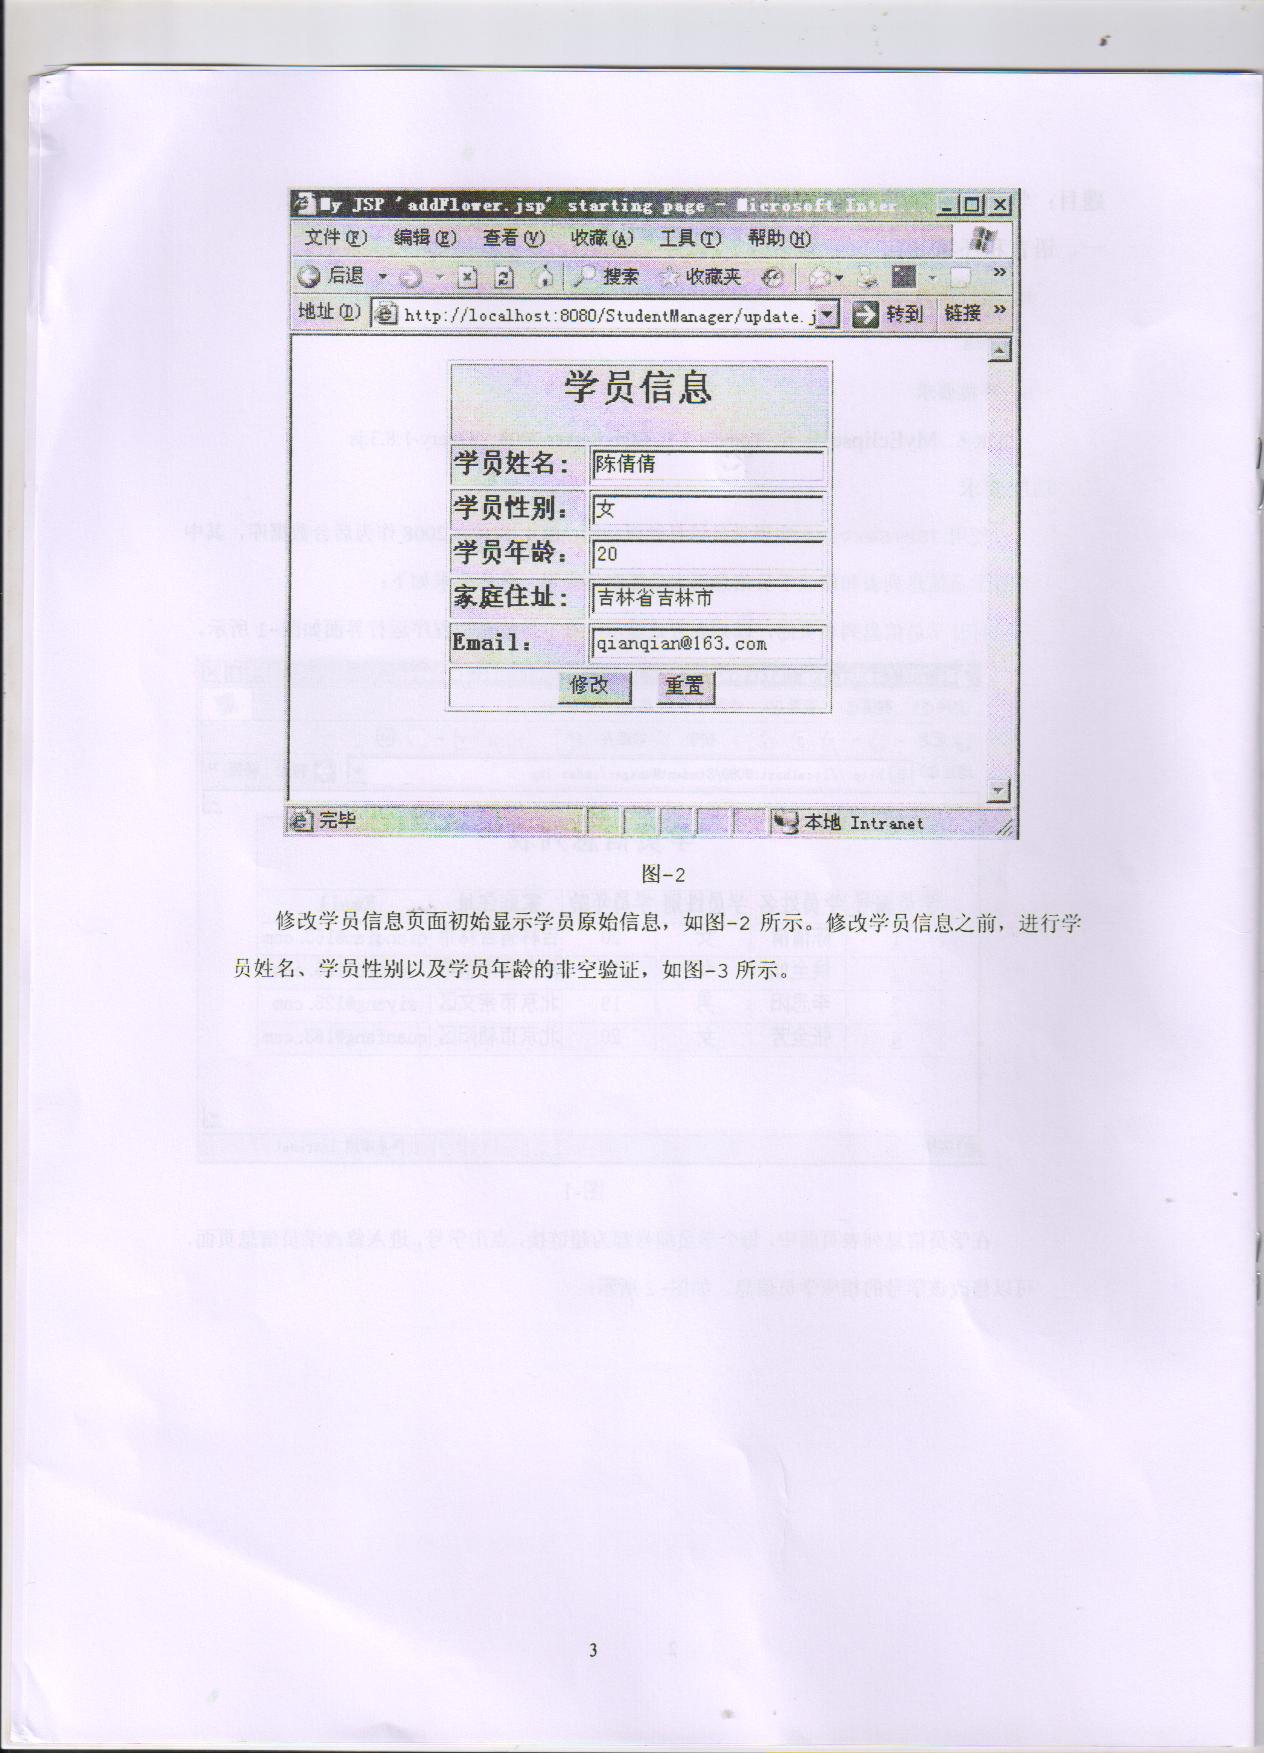 My JSP 'addFlower.jsp' starting page - Microsoft Inter...
文件(F) 编辑(E) 查看(V) 收藏(A) 工具(T) 帮助(H)
后退 搜索 收藏夹 »
地址(D) http://localhost:8080/StudentManager/update.j 转到 链接 »
学员信息
学员姓名： 陈倩倩
学员性别： 女
学员年龄： 20
家庭住址： 吉林省吉林市
Email： qianqian@163.com
修改 重置
完毕 本地 Intranet
图-2
修改学员信息页面初始显示学员原始信息，如图-2 所示。修改学员信息之前，进行学
员姓名、学员性别以及学员年龄的非空验证，如图-3 所示。
3